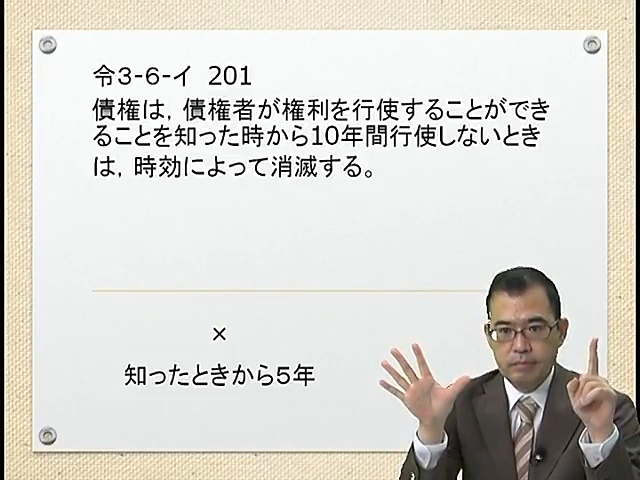 令3-6-イ 201
債権は，債権者が権利を行使することができ
ることを知った時から10年間行使しないとき
は，時効によって消滅する。
×
知ったときから5年